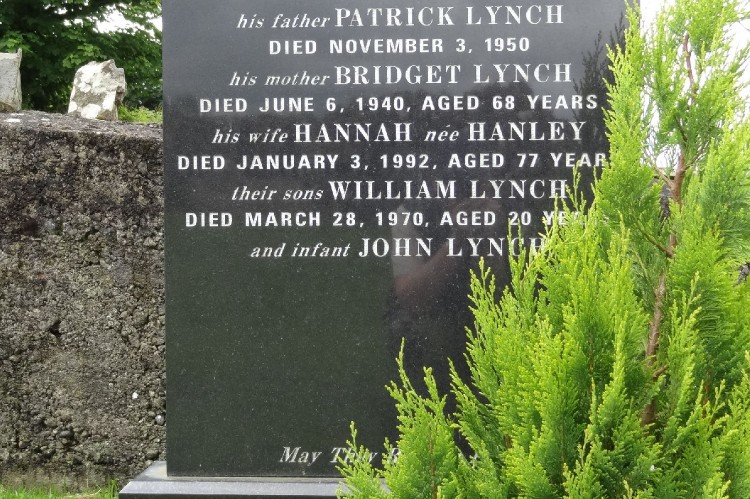 his father PATRICK LYNCH
DIED NOVEMBER 3, 1950
his mother BRIDGET LYNCH
DIED JUNE 6, 1940, AGED 68 YEARS
his wife HANNAH née HANLEY
DIED JANUARY 3, 1992, AGED 77 YEAR
their sons WILLIAM LYNCH
DIED MARCH 28, 1970, AGED 20
and infant JOHN LYNCH
May They